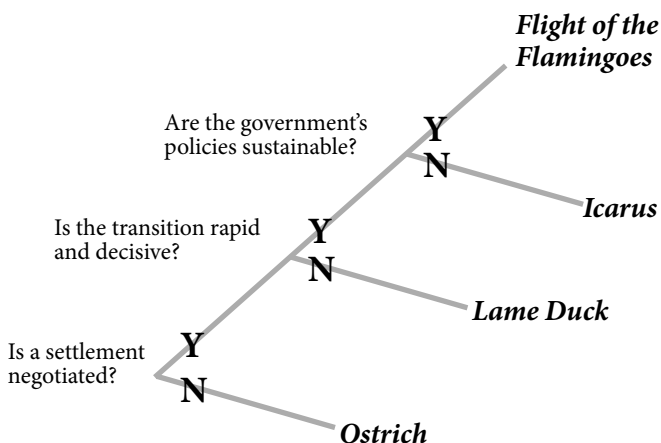 Flight of the
Flamingoes
Are the government’s
policies sustainable?
Y
N
Icarus
Is the transition rapid
and decisive?
Y
N
Lame Duck
Is a settlement
negotiated?
Y
N
Ostrich